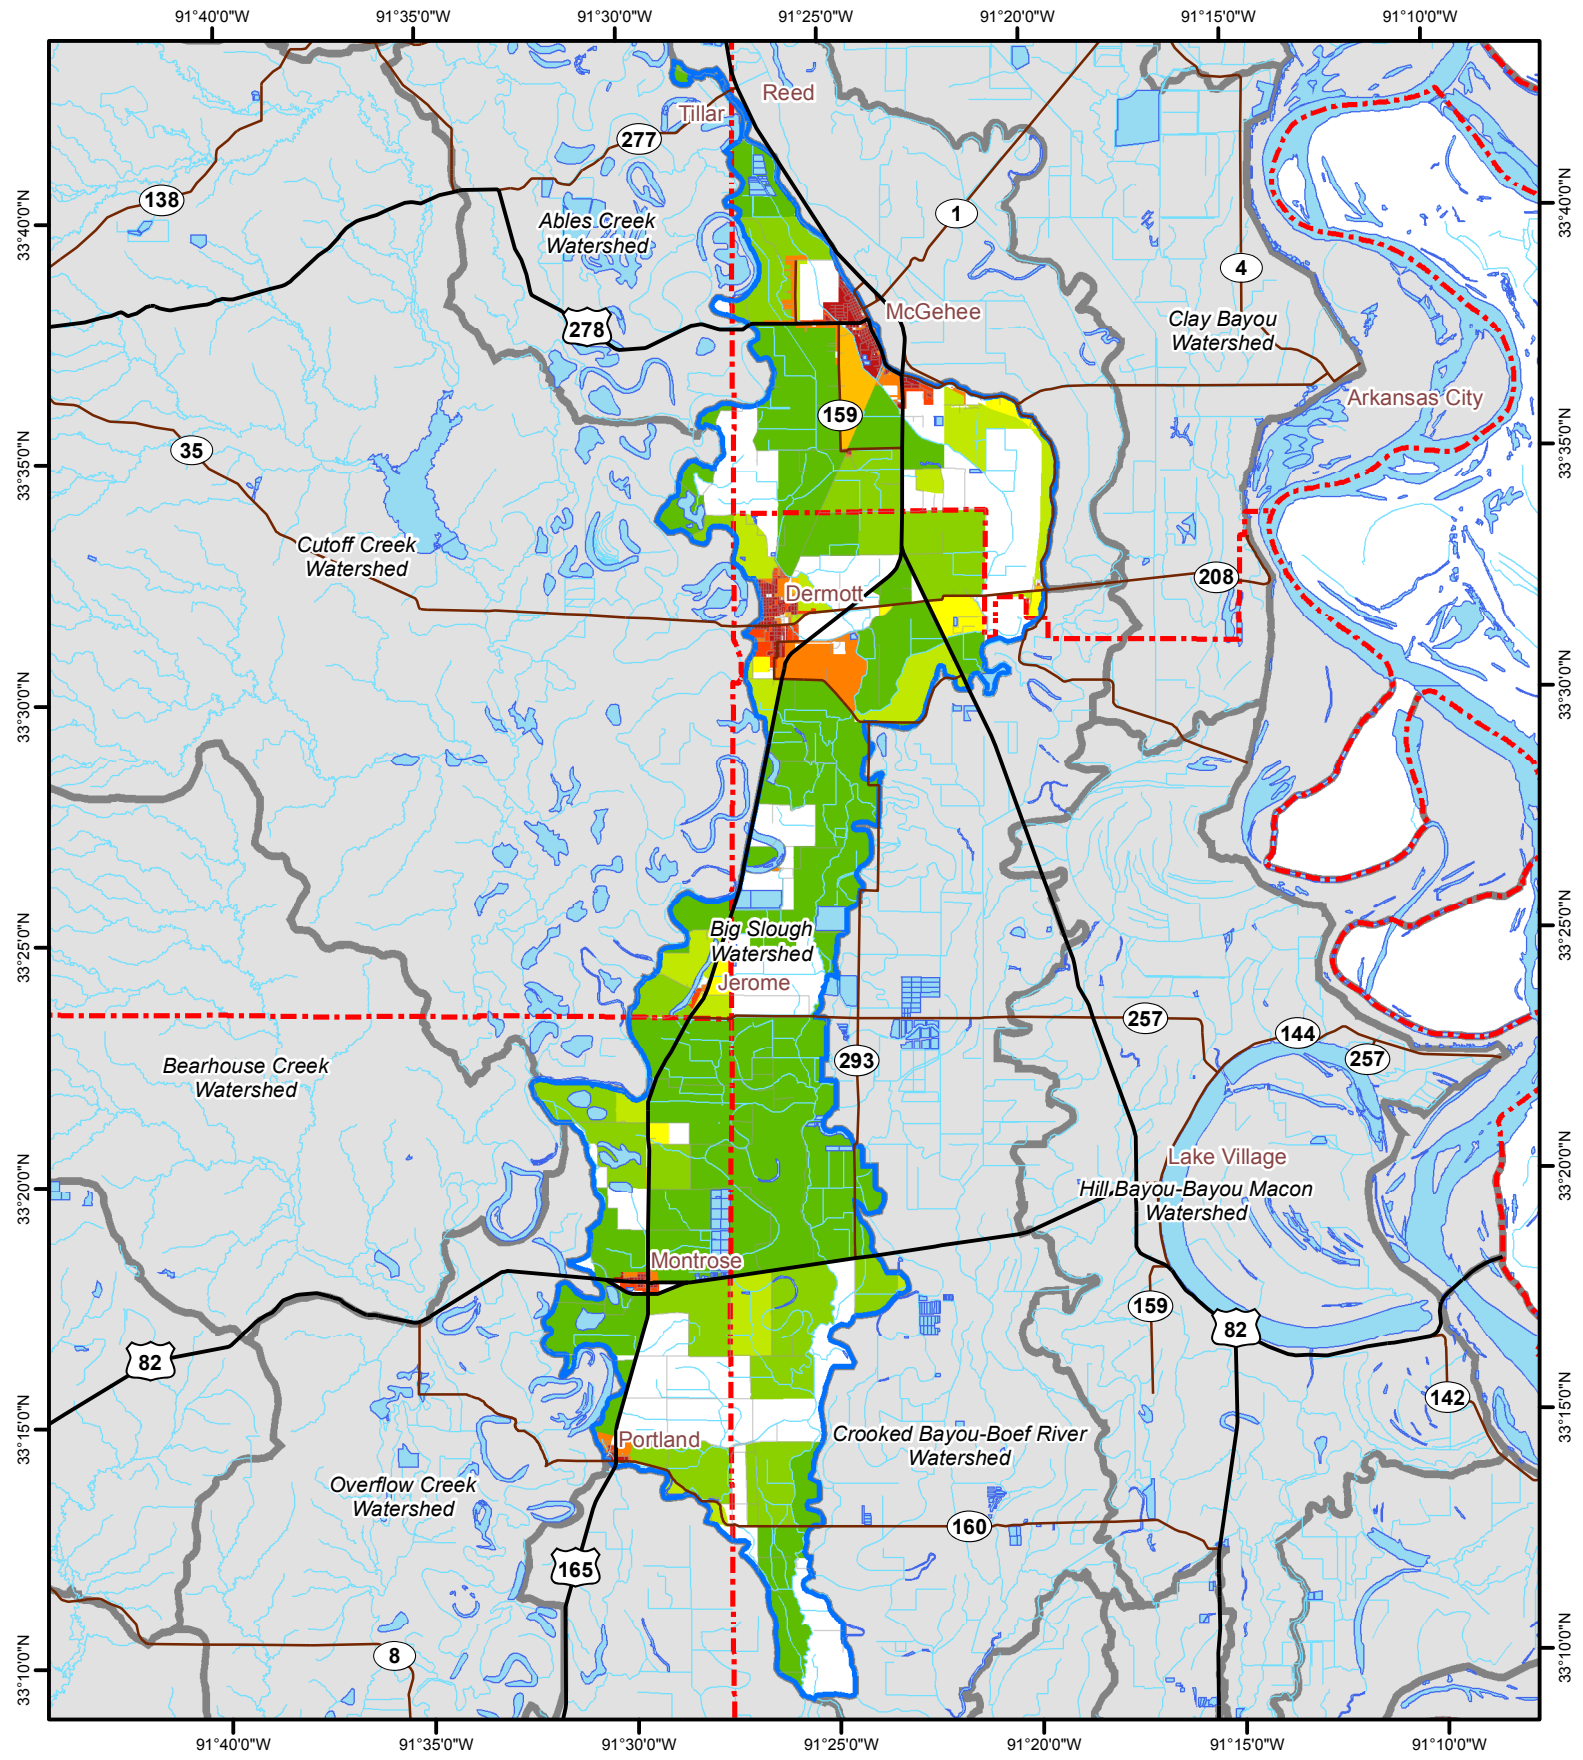 91°40'0"W
91°35'0"W
91°30'0"W
91°25'0"W
91°20'0"W
91°15'0"W
91°10'0"W
Reed
Tillar
277
138
33°40'0"N
33°40'0"N
1
Ables Creek
Watershed
4
McGehee
278
Clay Bayou
Watershed
Arkansas City
159
35
33°35'0"N
33°35'0"N
Cutoff Creek
Watershed
208
Dermott
33°30'0"N
33°30'0"N
Big Slough
Watershed
33°25'0"N
33°25'0"N
Jerome
257
144
257
293
Bearhouse Creek
Watershed
Lake Village
33°20'0"N
33°20'0"N
Hill Bayou-Bayou Macon
Watershed
Montrose
159
82
82
142
33°15'0"N
33°15'0"N
Portland
Crooked Bayou-Boef River
Watershed
Overflow Creek
Watershed
160
165
8
33°10'0"N
33°10'0"N
91°40'0"W
91°35'0"W
91°30'0"W
91°25'0"W
91°20'0"W
91°15'0"W
91°10'0"W